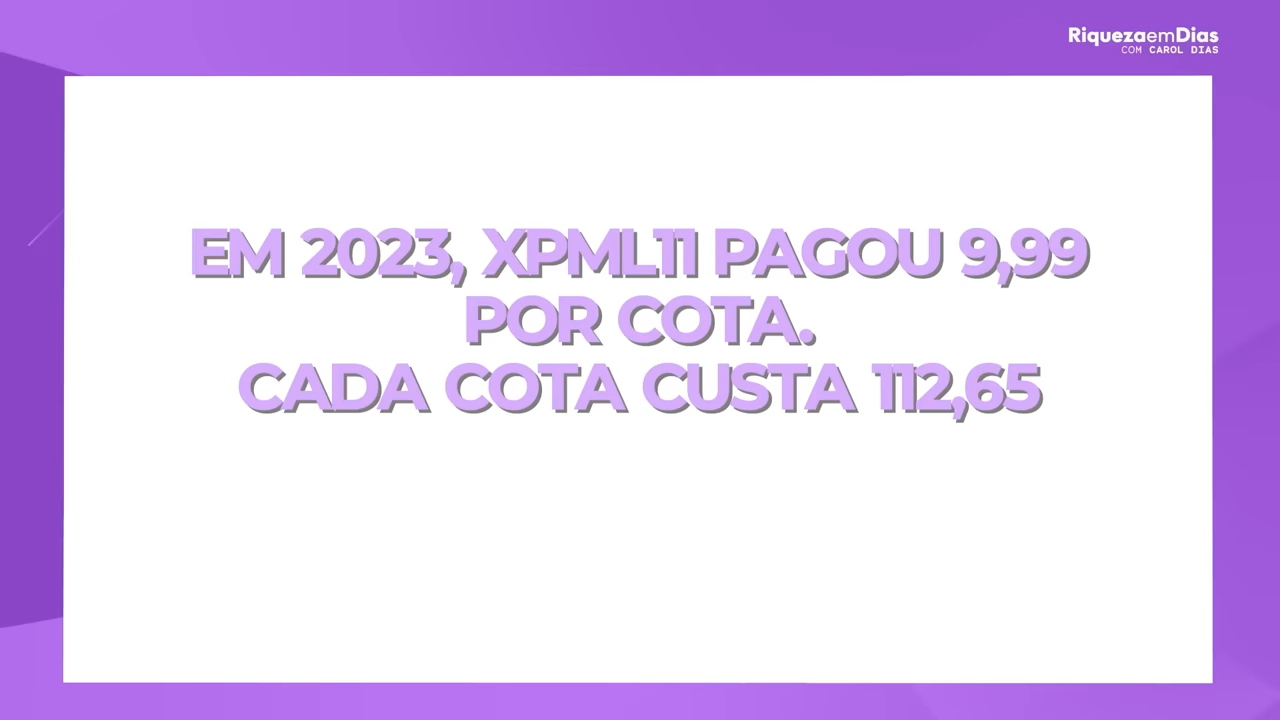 RiquezaemDias
COM CAROL DIAS
EM 2023, XPML11 PAGOU 9,99
POR COTA.
CADA COTA CUSTA 112,65